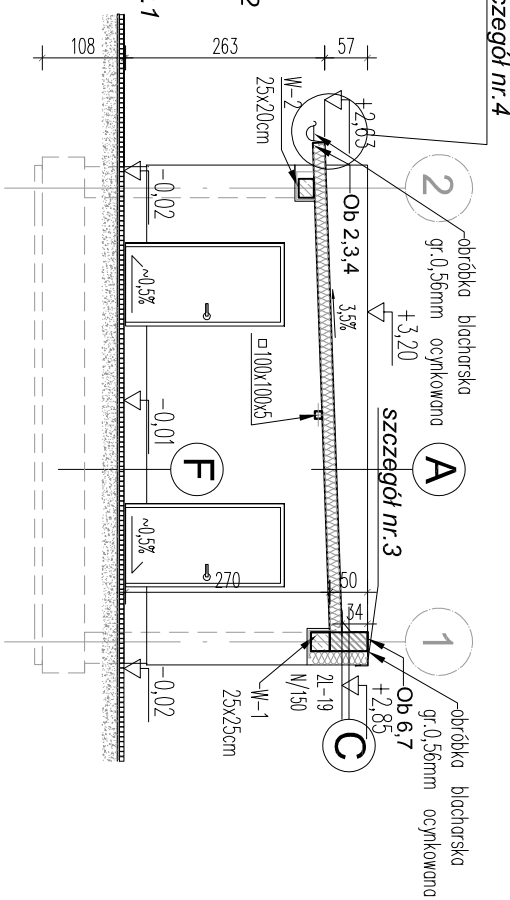 szczegół nr.4
2
.1
108
263
57
+2,63
W-2
25x20cm
2
obróbka blacharska
gr.0,56mm ocynkowana
+3,20
Ob 2,3,4
3,5%
□100x100x5
-0,02
~0,5%
-0,01
F
A
szczegół nr.3
~0,5%
270
50
34
1
obróbka blacharska
gr.0,56mm ocynkowana
Ob 6,7
+2,85
C
2L-19
N/150
W-1
25x25cm
-0,02